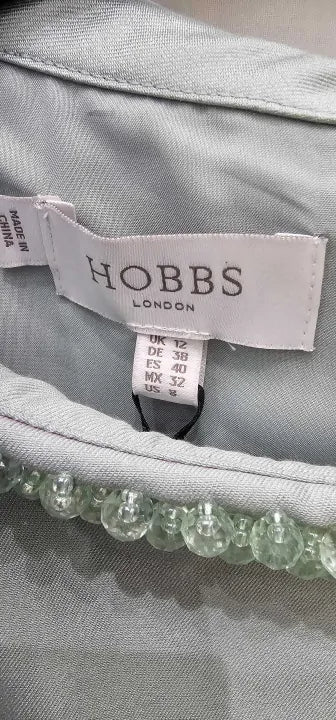 MADE IN
CHINA
HOBBS
LONDON
UK 12
DE 38
ES 40
MX 32
US 8